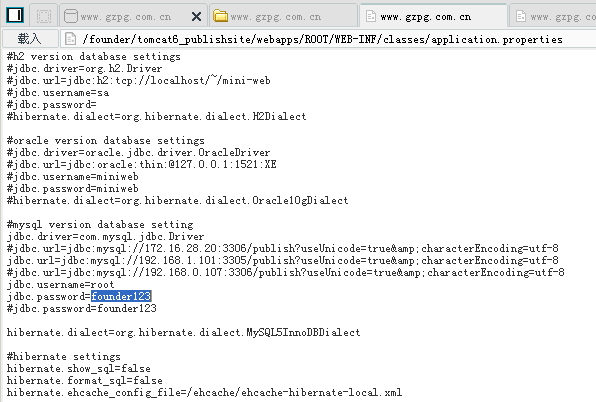 www.gzpg.com.cn
www.gzpg.com.cn
www.gzpg.com.cn
www.gzpg.com.cn
載入
/founder/tomcat6_publishsite/webapps/ROOT/WEB-INF/classes/application.properties
#h2 version database settings
#jdbc.driver=org.h2.Driver
#jdbc.url=jdbc:h2:tcp://localhost/~/mini-web
#jdbc.username=sa
#jdbc.password=
#hibernate.dialect=org.hibernate.dialect.H2Dialect
#oracle version database settings
#jdbc.driver=oracle.jdbc.driver.OracleDriver
#jdbc.url=jdbc:oracle:thin:@127.0.0.1:1521:XE
#jdbc.username=miniweb
#jdbc.password=miniweb
#hibernate.dialect=org.hibernate.dialect.Oracle10gDialect
#mysql version database setting
jdbc.driver=com.mysql.jdbc.Driver
#jdbc.url=jdbc:mysql://172.16.28.20:3306/publish?useUnicode=true&amp;characterEncoding=utf-8
jdbc.url=jdbc:mysql://192.168.1.101:3305/publish?useUnicode=true&amp;characterEncoding=utf-8
#jdbc.url=jdbc:mysql://192.168.0.107:3306/publish?useUnicode=true&amp;characterEncoding=utf-8
jdbc.username=root
jdbc.password=founder123
#jdbc.password=founder123
hibernate.dialect=org.hibernate.dialect.MySQL5InnoDBDialect
#hibernate settings
hibernate.show_sql=false
hibernate.format_sql=false
hibernate.ehcache_config_file=/ehcache/ehcache-hibernate-local.xml